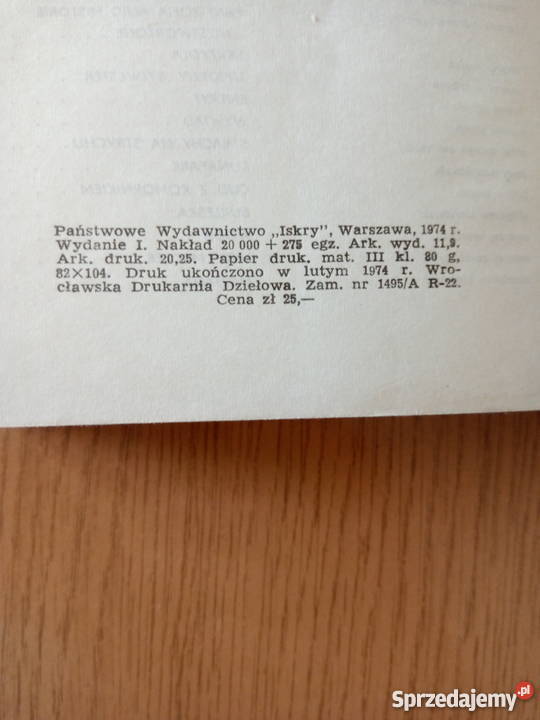 Państwowe Wydawnictwo „Iskry”, Warszawa, 1974 r.
Wydanie I. Nakład 20 000 + 275 egz. Ark. wyd. 11,9.
Ark. druk. 20,25. Papier druk. mat. III kl. 80 g,
82×104. Druk ukończono w lutym 1974 r. Wro-
cławska Drukarnia Dziełowa. Zam. nr 1495/A R-22.
Cena zł 25,—
Sprzedajemy.pl